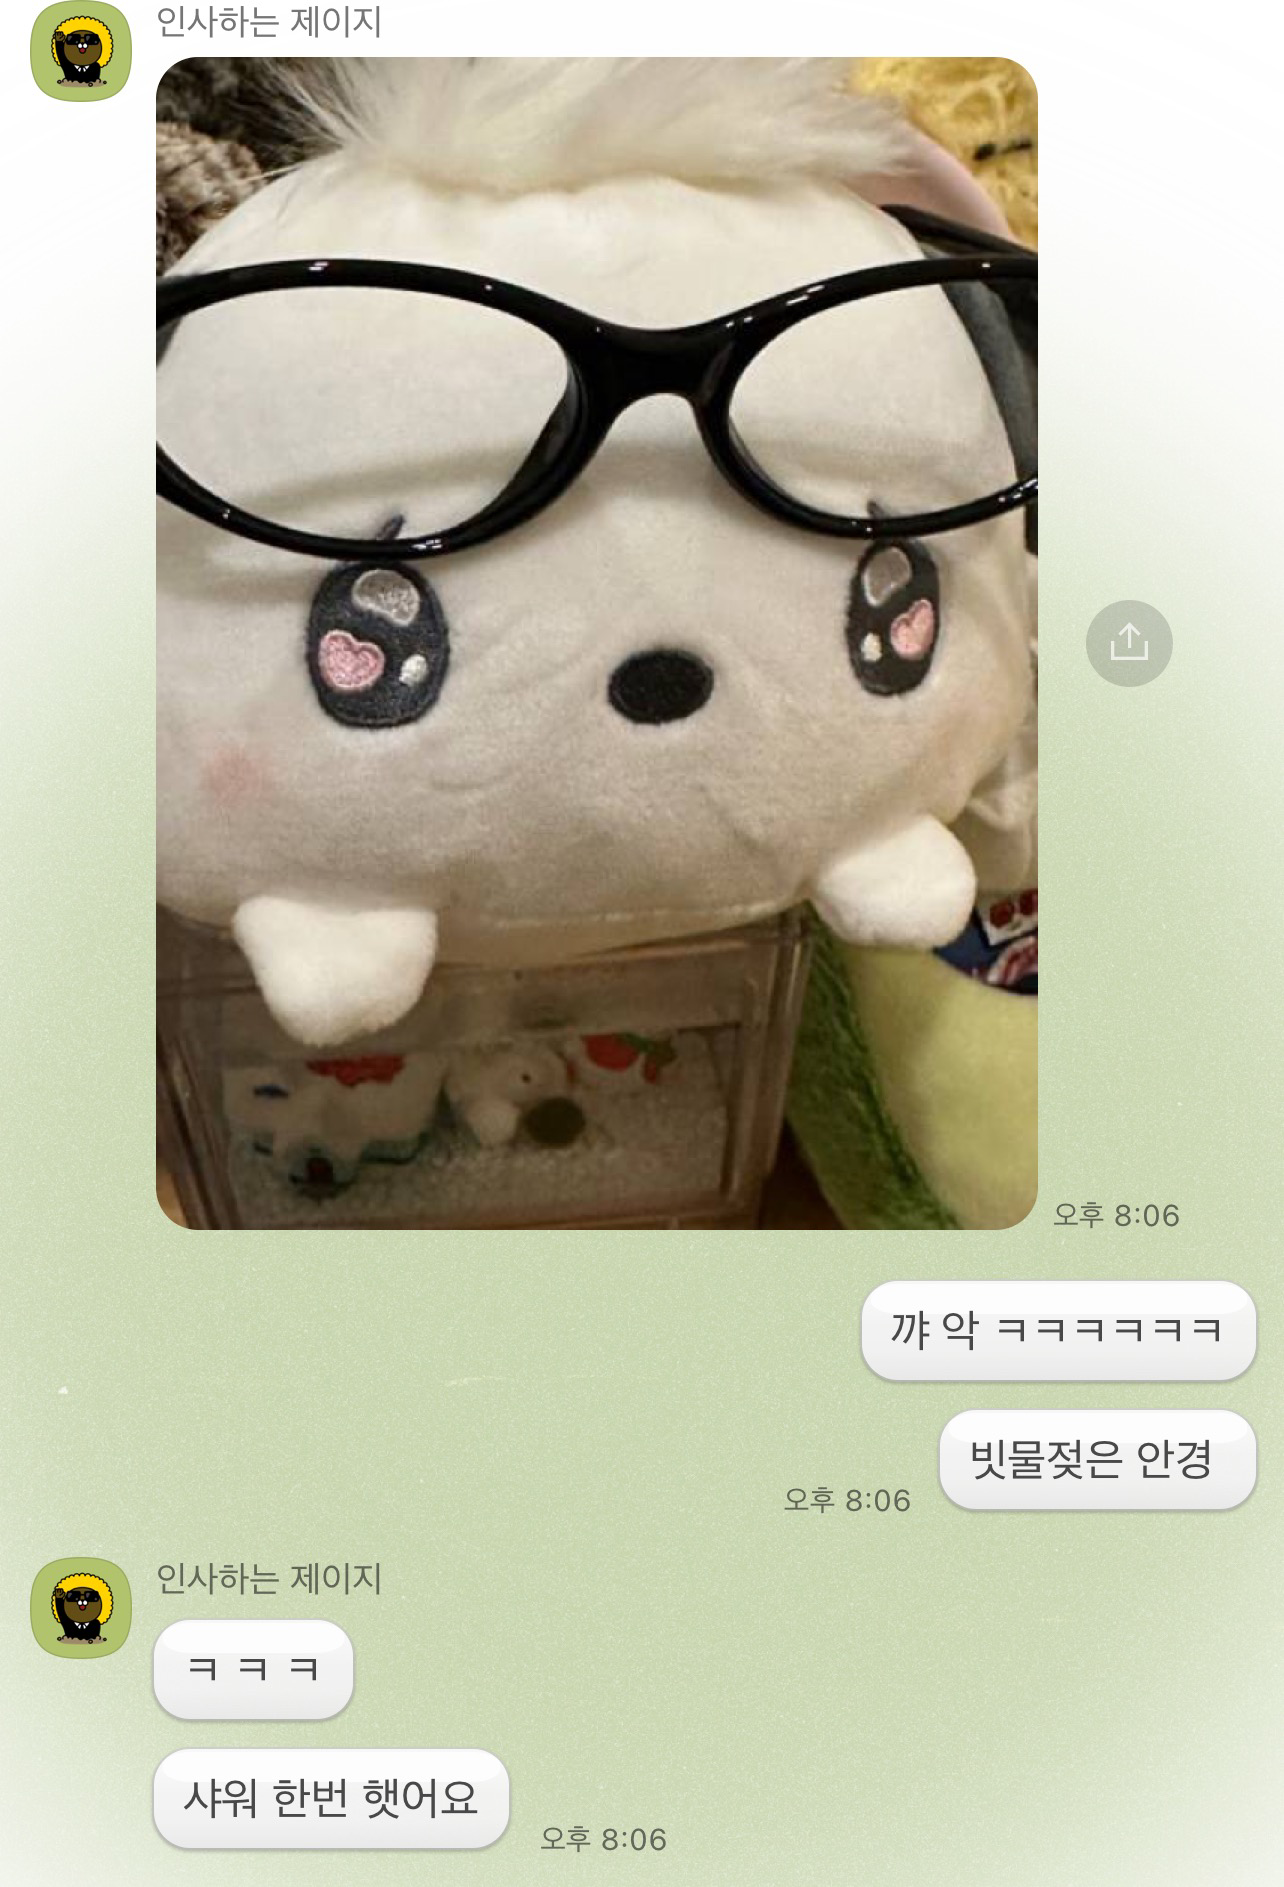 인사하는 제이지
오후 8:06
꺄 악 ㅋㅋㅋㅋㅋㅋ
빗물젖은 안경
오후 8:06
인사하는 제이지
ㅋ ㅋ ㅋ
샤워 한번 햇어요
오후 8:06